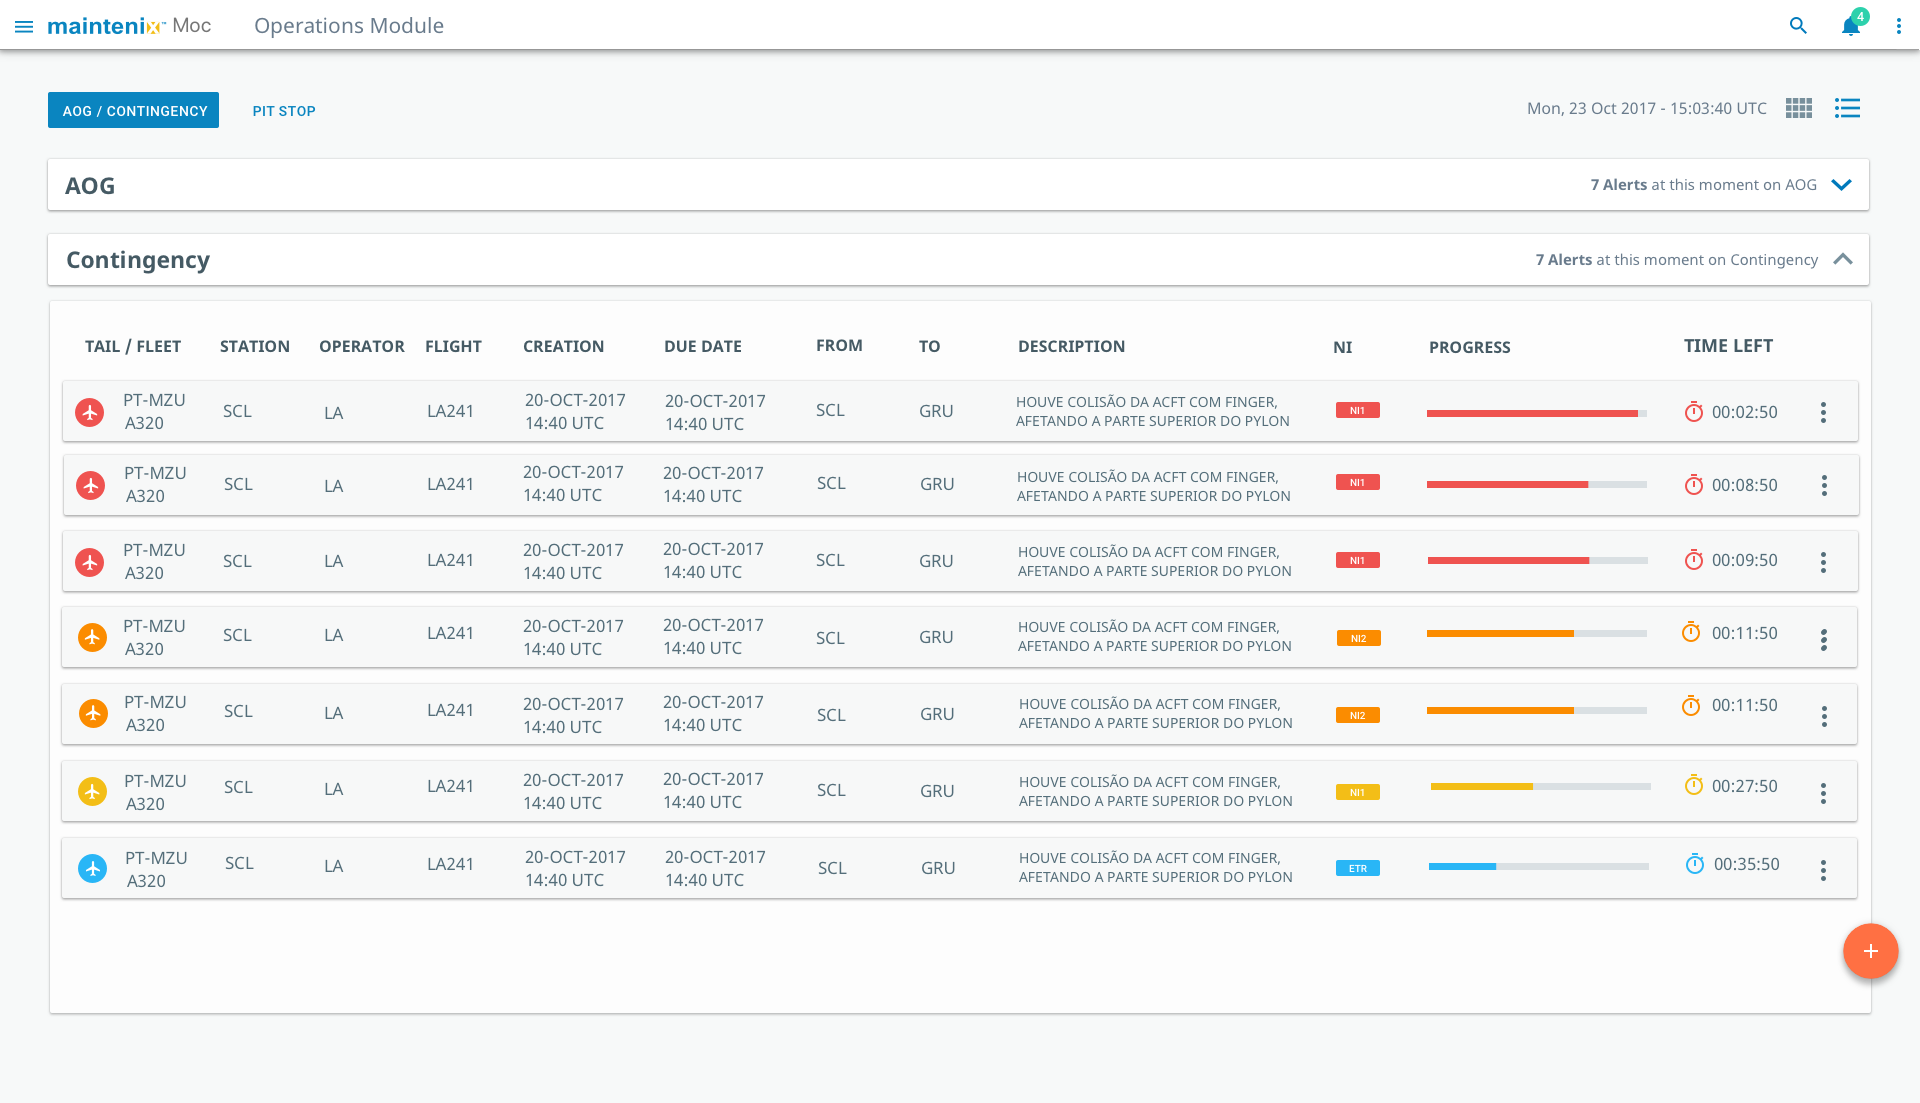 maintenix™ Moc Operations Module 4
AOG / CONTINGENCY PIT STOP Mon, 23 Oct 2017 - 15:03:40 UTC
AOG 7 Alerts at this moment on AOG
Contingency 7 Alerts at this moment on Contingency
TAIL / FLEET STATION OPERATOR FLIGHT CREATION DUE DATE FROM TO DESCRIPTION NI PROGRESS TIME LEFT
PT-MZU 20-OCT-2017 20-OCT-2017 HOUVE COLISÃO DA ACFT COM FINGER,
SCL LA LA241 SCL GRU NI1 00:02:50
A320 14:40 UTC 14:40 UTC AFETANDO A PARTE SUPERIOR DO PYLON
PT-MZU 20-OCT-2017 20-OCT-2017 HOUVE COLISÃO DA ACFT COM FINGER,
SCL LA LA241 SCL GRU NI1 00:08:50
A320 14:40 UTC 14:40 UTC AFETANDO A PARTE SUPERIOR DO PYLON
PT-MZU 20-OCT-2017 20-OCT-2017 HOUVE COLISÃO DA ACFT COM FINGER,
SCL LA LA241 SCL GRU NI1 00:09:50
A320 14:40 UTC 14:40 UTC AFETANDO A PARTE SUPERIOR DO PYLON
PT-MZU 20-OCT-2017 20-OCT-2017 HOUVE COLISÃO DA ACFT COM FINGER,
SCL LA LA241 SCL GRU NI2 00:11:50
A320 14:40 UTC 14:40 UTC AFETANDO A PARTE SUPERIOR DO PYLON
PT-MZU 20-OCT-2017 20-OCT-2017 HOUVE COLISÃO DA ACFT COM FINGER,
SCL LA LA241 SCL GRU NI2 00:11:50
A320 14:40 UTC 14:40 UTC AFETANDO A PARTE SUPERIOR DO PYLON
PT-MZU 20-OCT-2017 20-OCT-2017 HOUVE COLISÃO DA ACFT COM FINGER,
SCL LA LA241 SCL GRU NI1 00:27:50
A320 14:40 UTC 14:40 UTC AFETANDO A PARTE SUPERIOR DO PYLON
PT-MZU 20-OCT-2017 20-OCT-2017 HOUVE COLISÃO DA ACFT COM FINGER,
SCL LA LA241 SCL GRU ETR 00:35:50
A320 14:40 UTC 14:40 UTC AFETANDO A PARTE SUPERIOR DO PYLON